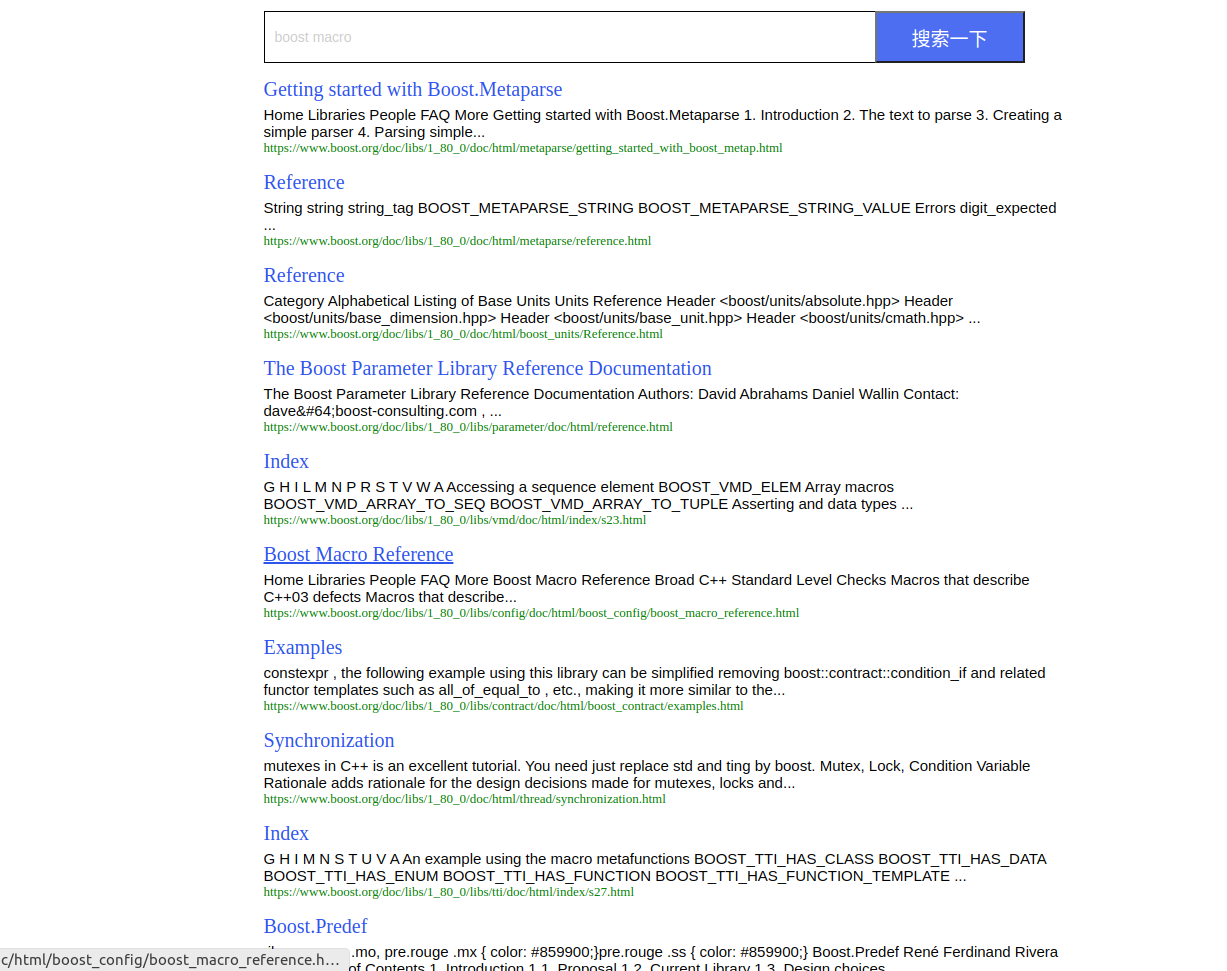 boost macro
搜索一下
Getting started with Boost.Metaparse
Home Libraries People FAQ More Getting started with Boost.Metaparse 1. Introduction 2. The text to parse 3. Creating a
simple parser 4. Parsing simple...
https://www.boost.org/doc/libs/1_80_0/doc/html/metaparse/getting_started_with_boost_metap.html
Reference
String string string_tag BOOST_METAPARSE_STRING BOOST_METAPARSE_STRING_VALUE Errors digit_expected
...
https://www.boost.org/doc/libs/1_80_0/doc/html/metaparse/reference.html
Reference
Category Alphabetical Listing of Base Units Units Reference Header <boost/units/absolute.hpp> Header
<boost/units/base_dimension.hpp> Header <boost/units/base_unit.hpp> Header <boost/units/cmath.hpp> ...
https://www.boost.org/doc/libs/1_80_0/doc/html/boost_units/Reference.html
The Boost Parameter Library Reference Documentation
The Boost Parameter Library Reference Documentation Authors: David Abrahams Daniel Wallin Contact:
dave&#64;boost-consulting.com , ...
https://www.boost.org/doc/libs/1_80_0/libs/parameter/doc/html/reference.html
Index
G H I L M N P R S T V W A Accessing a sequence element BOOST_VMD_ELEM Array macros
BOOST_VMD_ARRAY_TO_SEQ BOOST_VMD_ARRAY_TO_TUPLE Asserting and data types ...
https://www.boost.org/doc/libs/1_80_0/libs/vmd/doc/html/index/s23.html
Boost Macro Reference
Home Libraries People FAQ More Boost Macro Reference Broad C++ Standard Level Checks Macros that describe
C++03 defects Macros that describe...
https://www.boost.org/doc/libs/1_80_0/libs/config/doc/html/boost_config/boost_macro_reference.html
Examples
constexpr , the following example using this library can be simplified removing boost::contract::condition_if and related
functor templates such as all_of_equal_to , etc., making it more similar to the...
https://www.boost.org/doc/libs/1_80_0/libs/contract/doc/html/boost_contract/examples.html
Synchronization
mutexes in C++ is an excellent tutorial. You need just replace std and ting by boost. Mutex, Lock, Condition Variable
Rationale adds rationale for the design decisions made for mutexes, locks and...
https://www.boost.org/doc/libs/1_80_0/doc/html/thread/synchronization.html
Index
G H I M N S T U V A An example using the macro metafunctions BOOST_TTI_HAS_CLASS BOOST_TTI_HAS_DATA
BOOST_TTI_HAS_ENUM BOOST_TTI_HAS_FUNCTION BOOST_TTI_HAS_FUNCTION_TEMPLATE ...
https://www.boost.org/doc/libs/1_80_0/libs/tti/doc/html/index/s27.html
Boost.Predef
.mo, pre.rouge .mx { color: #859900;}pre.rouge .ss { color: #859900;} Boost.Predef René Ferdinand Rivera
c/html/boost_config/boost_macro_reference.h...
of Contents 1. Introduction 1.1. Proposal 1.2. Current Library 1.3. Design choices